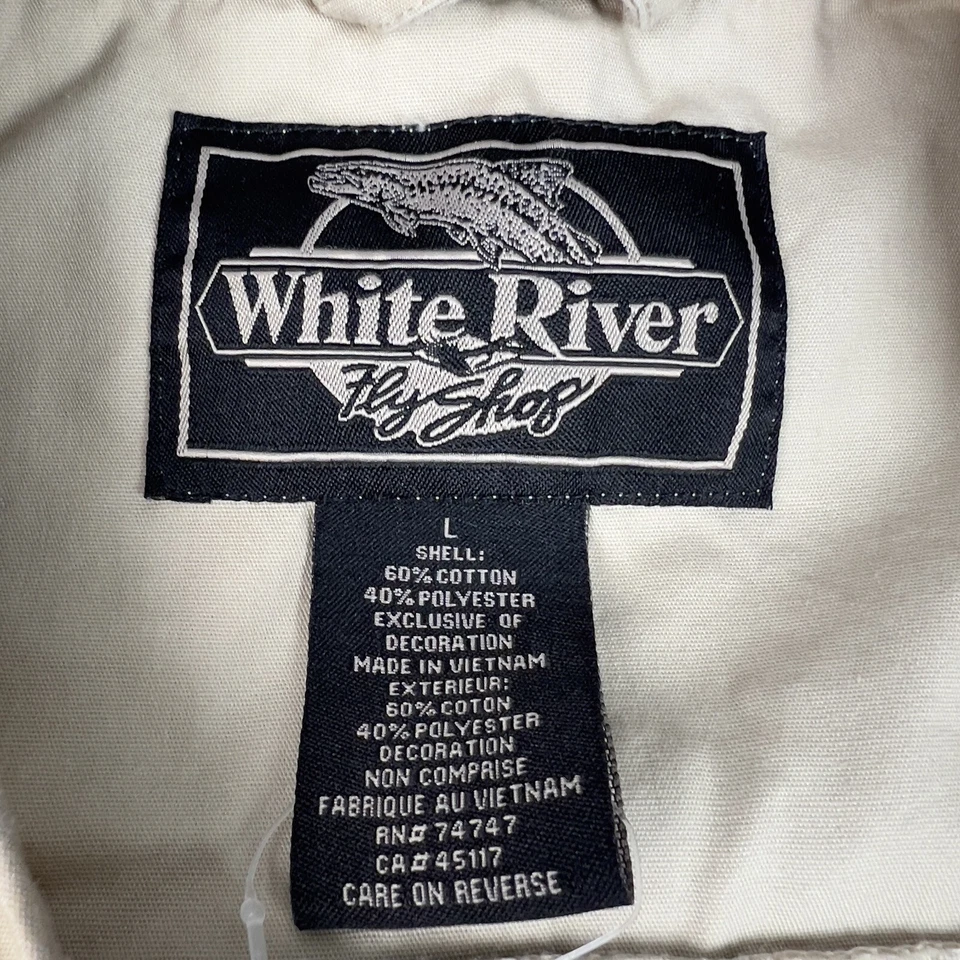 White River
Fly Shop
L
SHELL:
60% COTTON
40% POLYESTER
EXCLUSIVE OF
DECORATION
MADE IN VIETNAM
EXTERIEUR:
60% COTON
40% POLYESTER
DECORATION
NON COMPRISE
FABRIQUE AU VIETNAM
RN# 74747
CA# 45117
CARE ON REVERSE